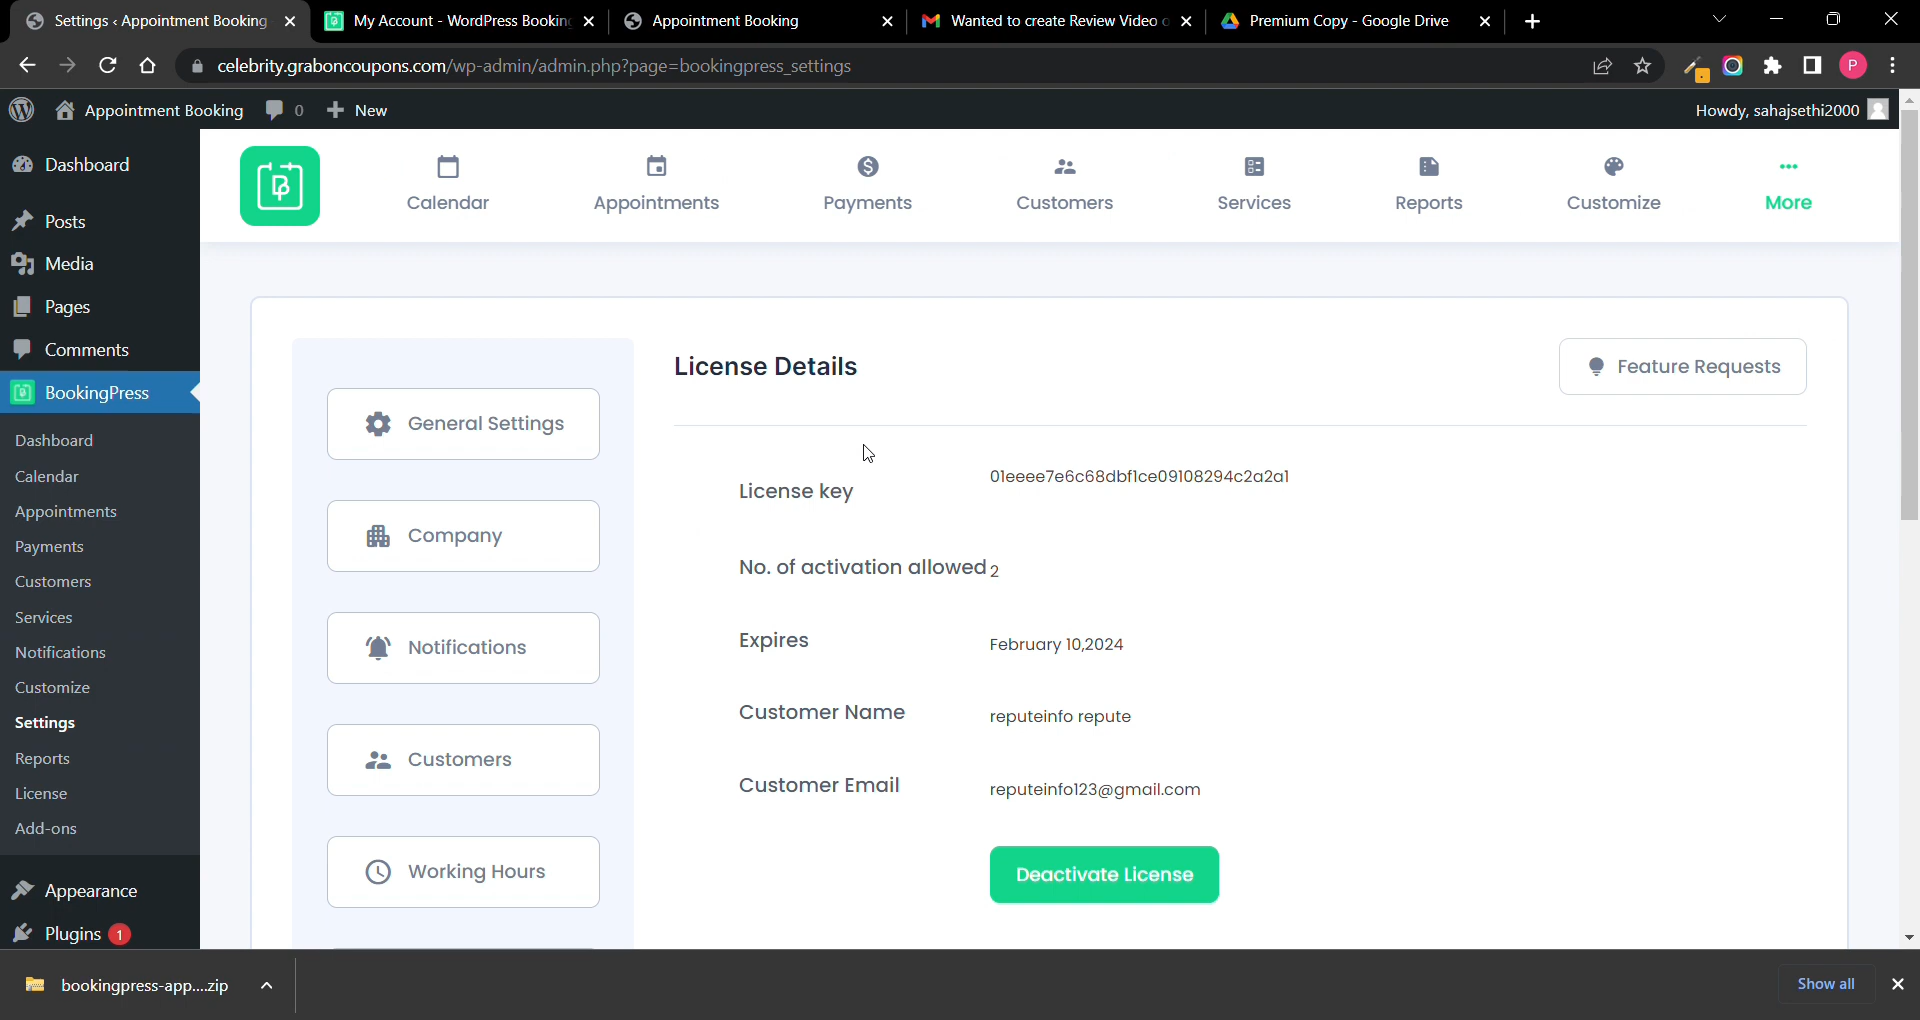 Settings ‹ Appointment Booking
My Account - WordPress Bookin
Appointment Booking
Wanted to create Review Video o
Premium Copy - Google Drive
celebrity.graboncoupons.com/wp-admin/admin.php?page=bookingpress_settings
P
Appointment Booking
0
New
Howdy, sahajsethi2000
Dashboard
Posts
Media
Pages
Comments
BookingPress
Dashboard
Calendar
Appointments
Payments
Customers
Services
Notifications
Customize
Settings
Reports
License
Add-ons
Appearance
Plugins 1
Calendar
Appointments
Payments
Customers
Services
Reports
Customize
More
General Settings
Company
Notifications
Customers
Working Hours
License Details
Feature Requests
License key
01eeee7e6c68dbf1ce09108294c2a2a1
No. of activation allowed 2
Expires
February 10,2024
Customer Name
reputeinfo repute
Customer Email
reputeinfo123@gmail.com
Deactivate License
bookingpress-app....zip
Show all